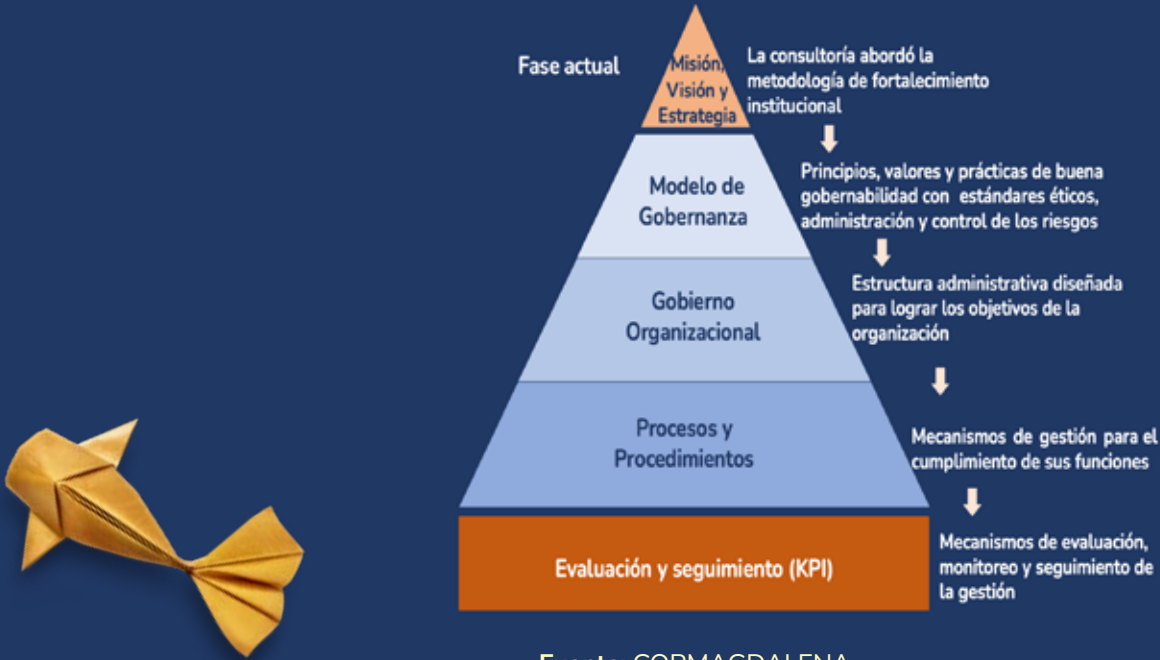 Fase actual
Misión,
Visión y
Estrategia
La consultoría abordó la
metodología de fortalecimiento
institucional
Modelo de
Gobernanza
Principios, valores y prácticas de buena
gobernabilidad con estándares éticos,
administración y control de los riesgos
Gobierno
Organizacional
Estructura administrativa diseñada
para lograr los objetivos de la
organización
Procesos y
Procedimientos
Mecanismos de gestión para el
cumplimiento de sus funciones
Evaluación y seguimiento (KPI)
Mecanismos de evaluación,
monitoreo y seguimiento de
la gestión
CORMAGDALENA